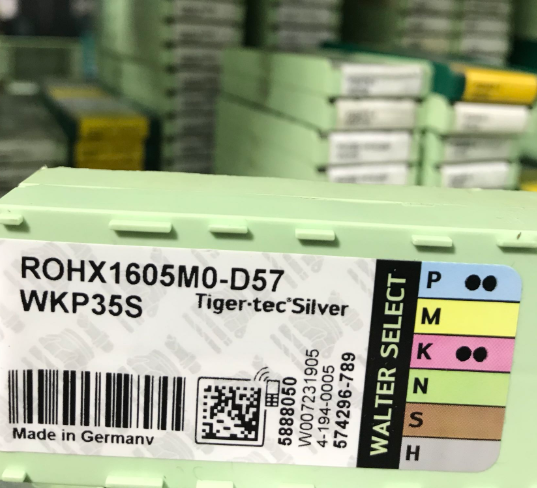 ROHX1605M0-D57
WKP35S
Tiger·tec®Silver
Made in Germany
5888050
W007231905
4-194-0005
574296-789
WALTER SELECT
P
M
K
N
S
H